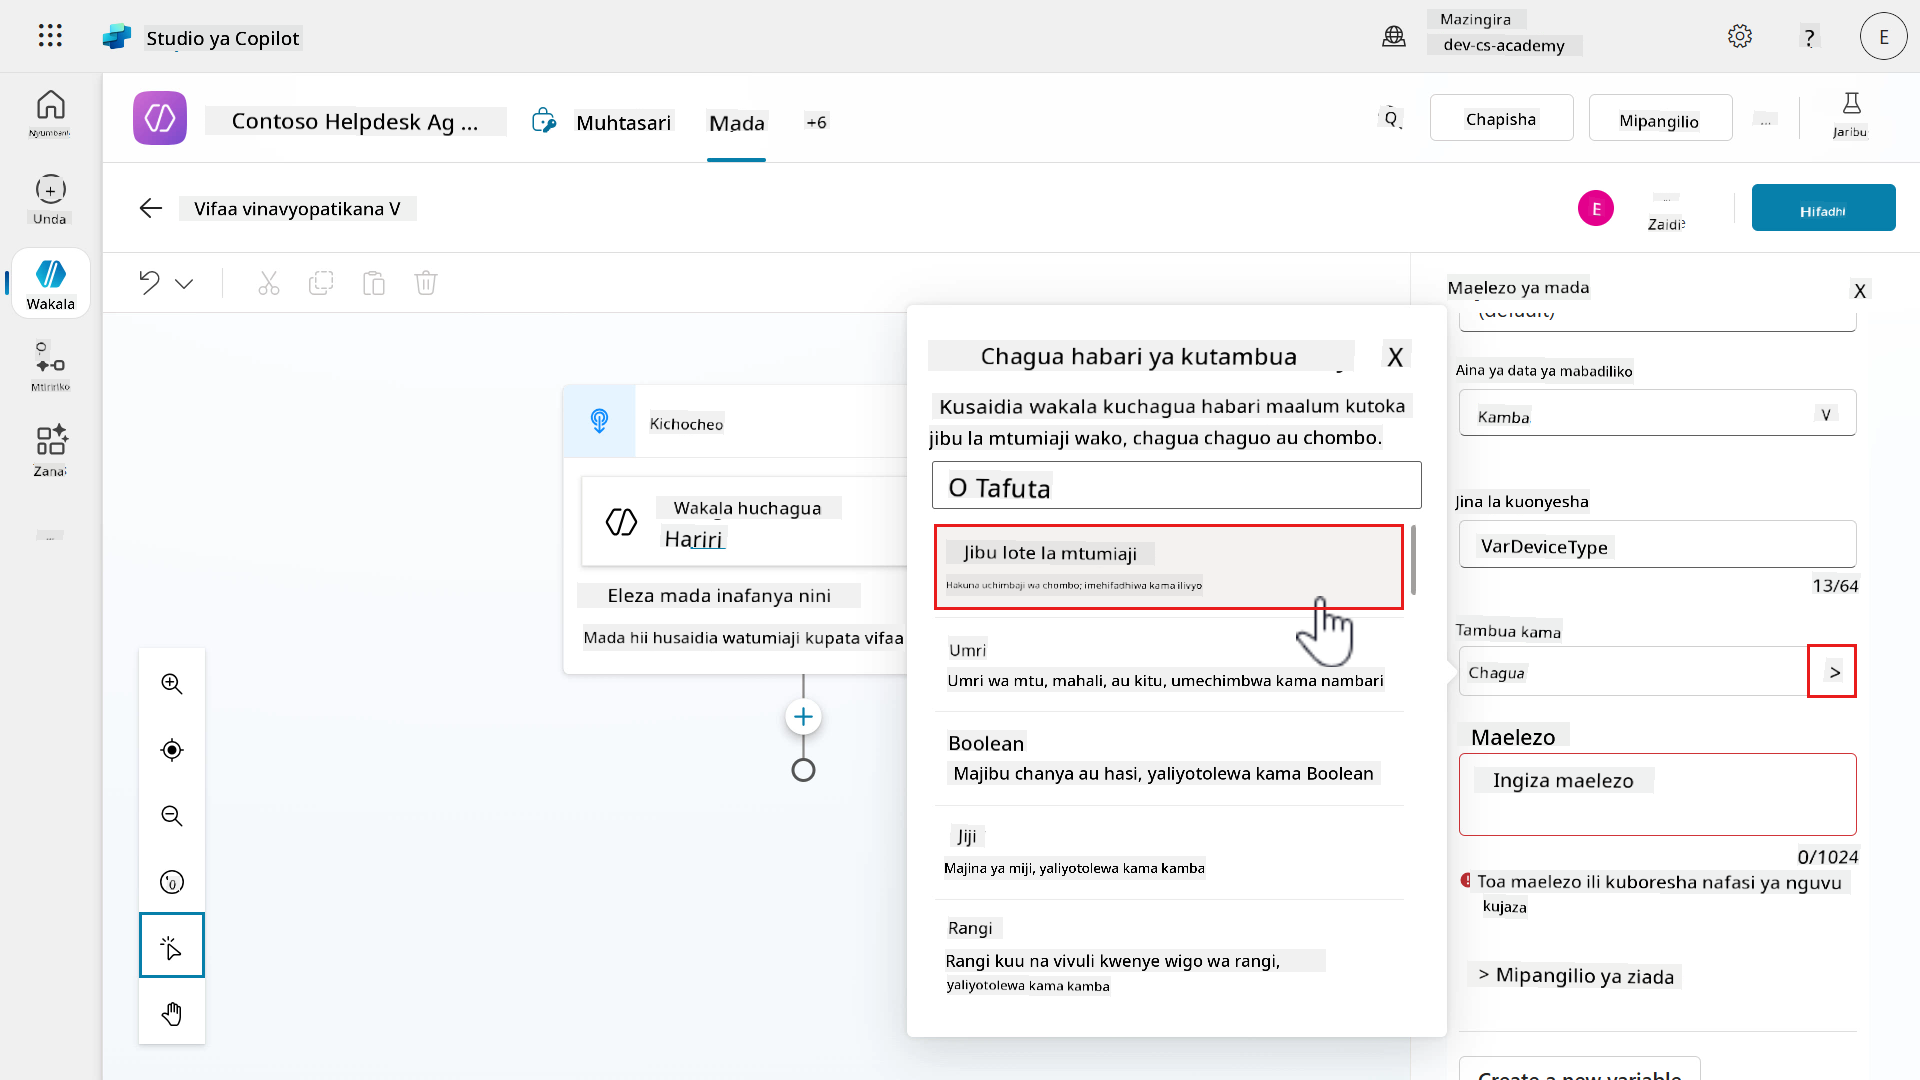 Studio ya Copilot
Mazingira
dev-cs-academy
?
E
Nyumbani
Unda
Wakala
Mtiririko
Zana
...
Contoso Helpdesk Ag ...
Muhtasari
Mada
+6
Chapisha
Mipangilio
...
Jaribu
Vifaa vinavyopatikana V
E
Zaidi
Hifadhi
Kichocheo
Wakala huchagua
Hariri
Eleza mada inafanya nini
Mada hii husaidia watumiaji kupata vifaa
Chagua habari ya kutambua
X
Kusaidia wakala kuchagua habari maalum kutoka
jibu la mtumiaji wako, chagua chaguo au chombo.
O Tafuta
Jibu lote la mtumiaji
Hakuna uchimbaji wa chombo; imehifadhiwa kama ilivyo
Umri
Umri wa mtu, mahali, au kitu, umechimbwa kama nambari
Boolean
Majibu chanya au hasi, yaliyotolewa kama Boolean
Jiji
Majina ya miji, yaliyotolewa kama kamba
Rangi
Rangi kuu na vivuli kwenye wigo wa rangi,
yaliyotolewa kama kamba
Maelezo ya mada
X
(default)
Aina ya data ya mabadiliko
Kamba
V
Jina la kuonyesha
VarDeviceType
13/64
Tambua kama
Chagua
>
Maelezo
Ingiza maelezo
0/1024
Toa maelezo ili kuboresha nafasi ya nguvu
kujaza
> Mipangilio ya ziada
Create a new variable